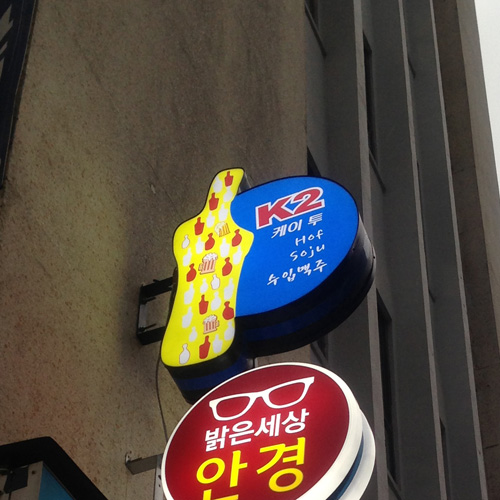 K2
케이 투
Hof
Soju
수입맥주
밝은세상
안경